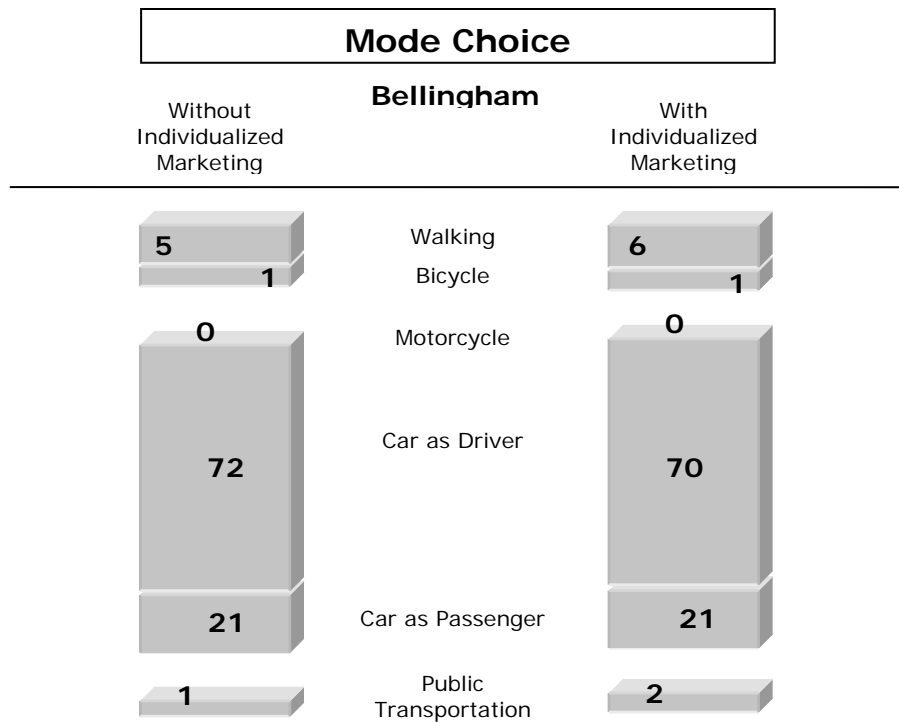 Mode Choice
Bellingham
Without
Individualized
Marketing
With
Individualized
Marketing
5
Walking
6
1
Bicycle
1
0
Motorcycle
0
72
Car as Driver
70
21
Car as Passenger
21
1
Public
Transportation
2